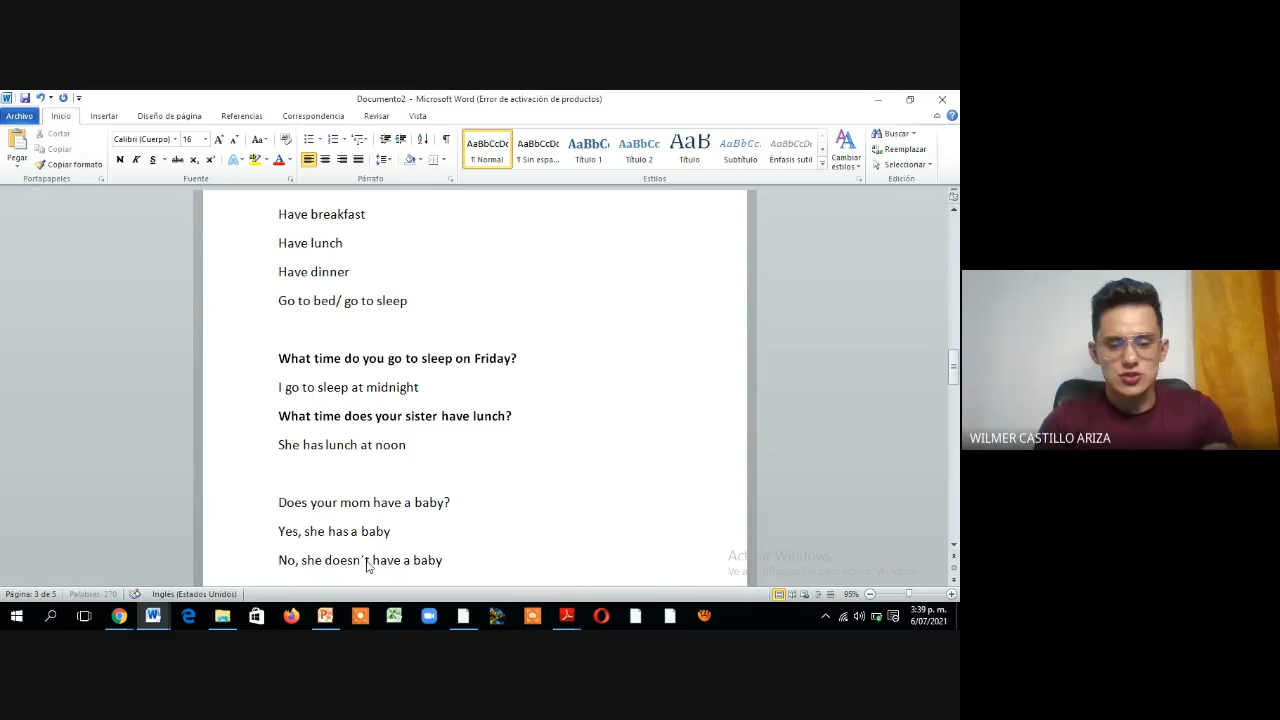 Documento2 - Microsoft Word (Error de activación de productos)
Archivo Inicio Insertar Diseño de página Referencias Correspondencia Revisar Vista
Pegar
Cortar
Copiar
Copiar formato
Portapapeles
Calibri (Cuerpo) 16
Fuente
Párrafo
AaBbCcDc AaBbCcDc AaBbC AaBbCc AaB AaBbCc. AaBbCcDc
¶ Normal ¶ Sin espa... Título 1 Título 2 Título Subtítulo Énfasis sutil
Estilos
Cambiar estilos
Buscar
Reemplazar
Seleccionar
Edición
Have breakfast
Have lunch
Have dinner
Go to bed/ go to sleep
What time do you go to sleep on Friday?
I go to sleep at midnight
What time does your sister have lunch?
She has lunch at noon
Does your mom have a baby?
Yes, she has a baby
No, she doesn´t have a baby
Activar Windows
Ve a Configuración para activar Windows.
Página: 3 de 5 Palabras: 270 Inglés (Estados Unidos) 95%
3:39 p. m.
6/07/2021
WILMER CASTILLO ARIZA